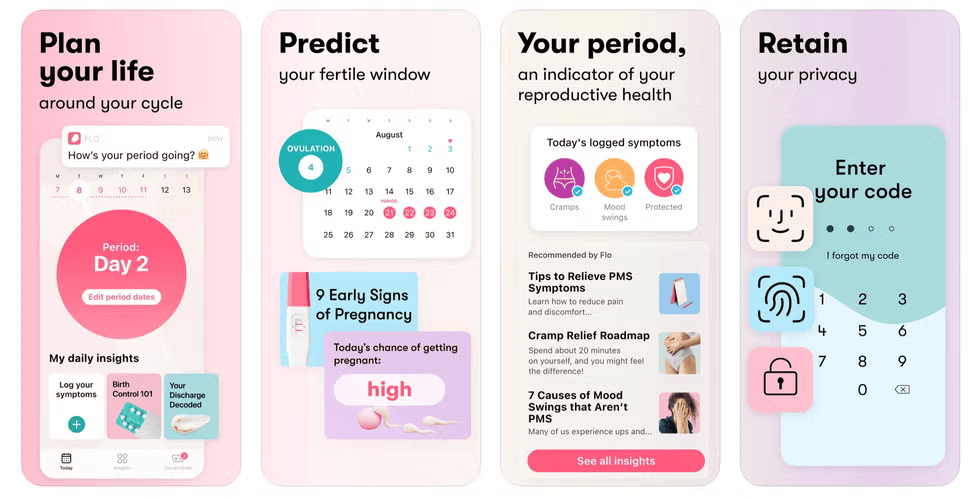 Plan
your life
around your cycle
FLO
now
How's your period going? 🤗
M T W T F S S
7 8 9 10 11 12 13
Period:
Day 2
Edit period dates
My daily insights
Log your
symptoms
Birth
Control 101
Your
Discharge
Decoded
Today
Insights
Secret Chats
2
Predict
your fertile window
M T W T F S S
August
OVULATION
4
1 2 3
5
11 12 13 14 15 16 17
PERIOD
18 19 20 21 22 23 24
25 26 27 28 29 30 31
9 Early Signs
of Pregnancy
Today's chance of getting
pregnant:
high
Your period,
an indicator of your
reproductive health
Today's logged symptoms
Cramps
Mood
swings
Protected
Recommended by Flo
Tips to Relieve PMS
Symptoms
Learn how to reduce pain
and discomfort...
Cramp Relief Roadmap
Spend about 20 minutes
on yourself, and you might feel
the difference!
7 Causes of Mood
Swings that Aren't
PMS
Many of us experience ups and...
See all insights
Retain
your privacy
Enter
your code
I forgot my code
1 2 3
4 5 6
7 8 9
0